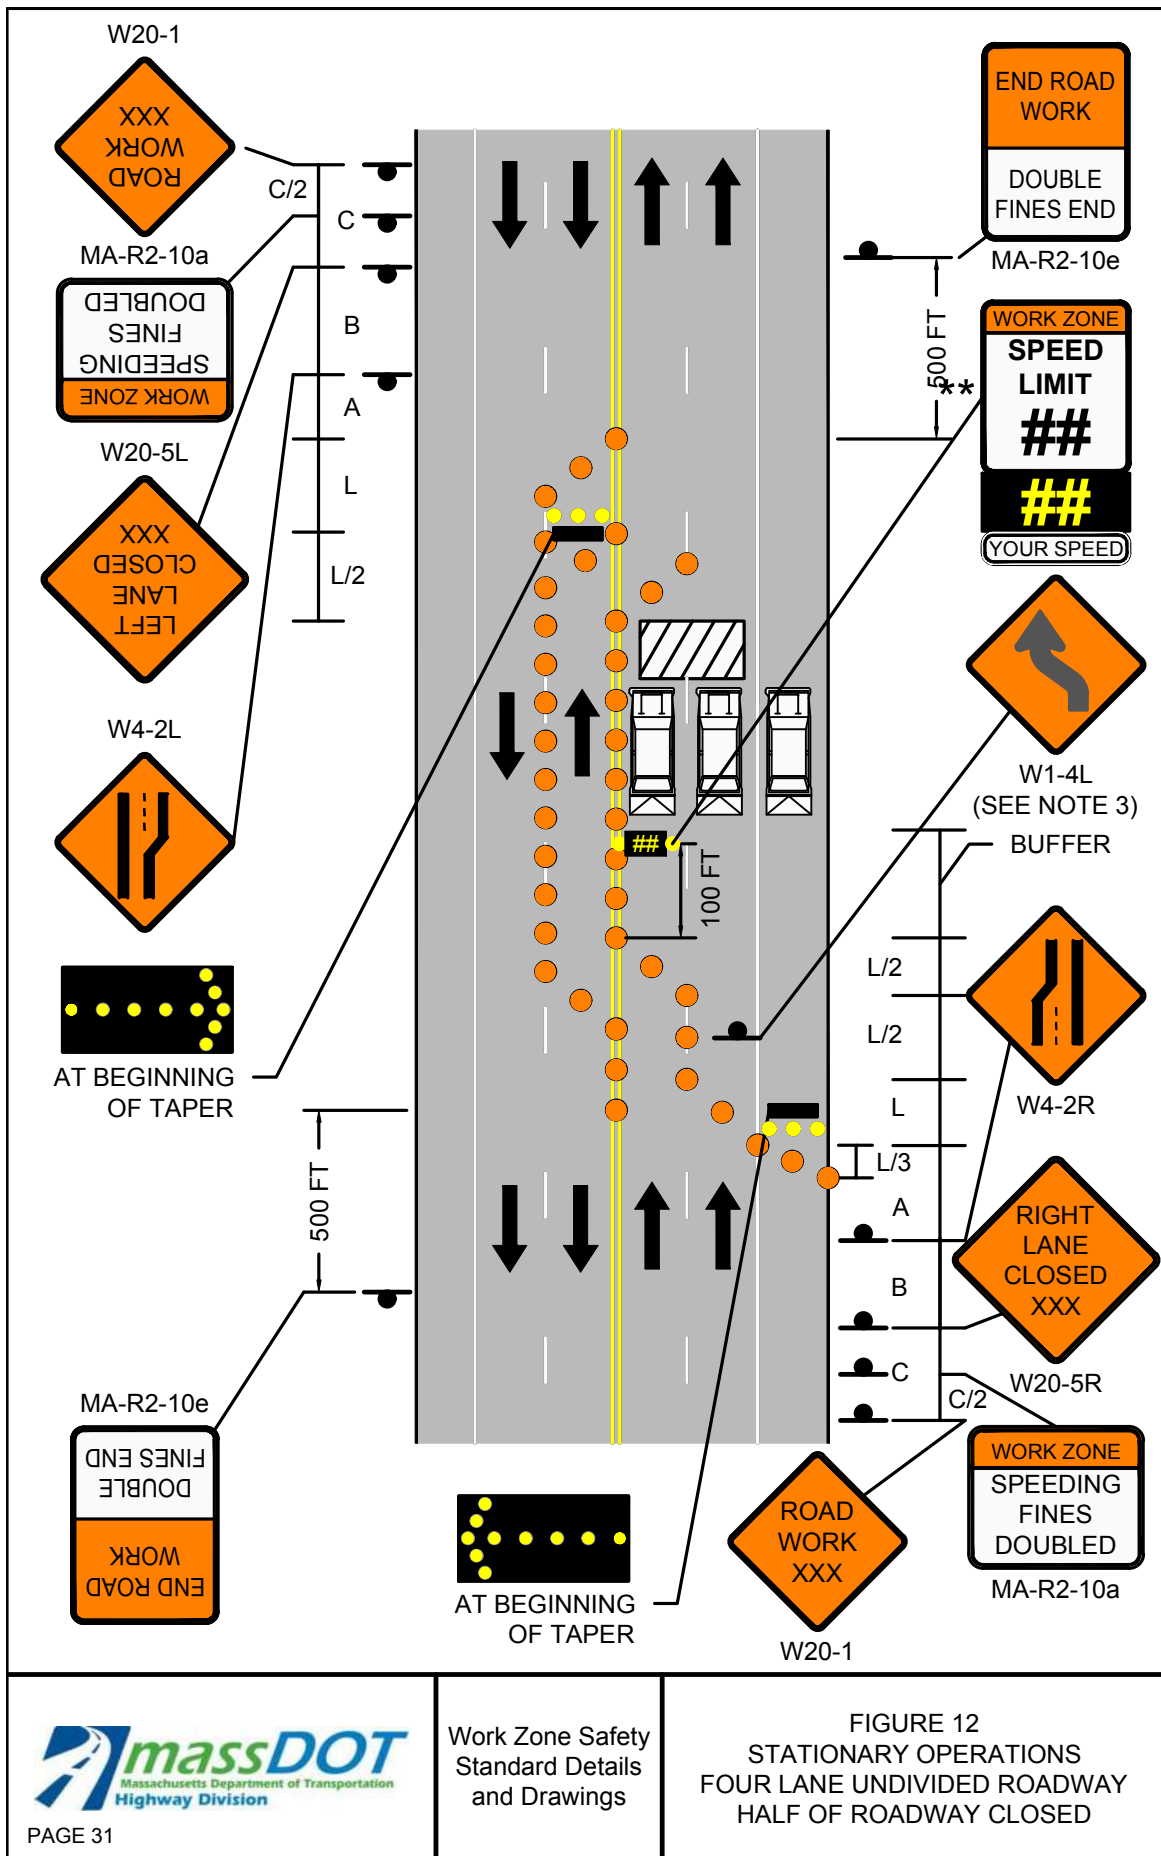 W20-1
ROAD
WORK
XXX
C/2
C
MA-R2-10a
WORK ZONE
SPEEDING
FINES
DOUBLED
B
A
W20-5L
LEFT
LANE
CLOSED
XXX
L
L/2
W4-2L
AT BEGINNING
OF TAPER
500 FT
MA-R2-10e
END ROAD
WORK
DOUBLE
FINES END
END ROAD
WORK
DOUBLE
FINES END
MA-R2-10e
500 FT
**
WORK ZONE
SPEED
LIMIT
##
##
YOUR SPEED
W1-4L
(SEE NOTE 3)
BUFFER
##
100 FT
L/2
L/2
W4-2R
L
L/3
A
RIGHT
LANE
CLOSED
XXX
B
W20-5R
C
C/2
WORK ZONE
SPEEDING
FINES
DOUBLED
MA-R2-10a
ROAD
WORK
XXX
W20-1
AT BEGINNING
OF TAPER
massDOT
Massachusetts Department of Transportation
Highway Division
PAGE 31
Work Zone Safety
Standard Details
and Drawings
FIGURE 12
STATIONARY OPERATIONS
FOUR LANE UNDIVIDED ROADWAY
HALF OF ROADWAY CLOSED